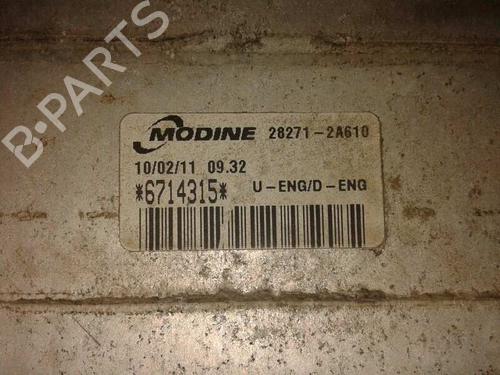 B-PARTS
MODINE 28271-2A610
10/02/11 09.32
*6714315* U-ENG/D-ENG